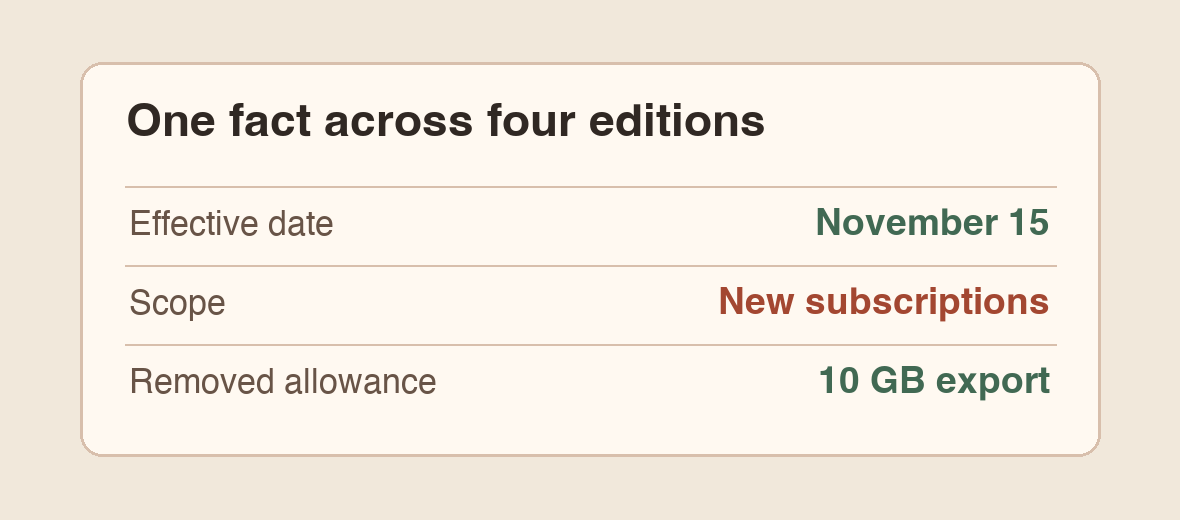 One fact across four editions
Effective date November 15
Scope New subscriptions
Removed allowance 10 GB export